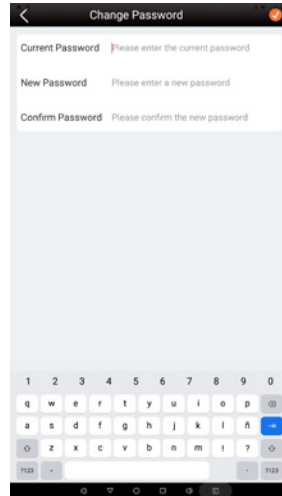 Change Password
Current Password Please enter the current password
New Password Please enter a new password
Confirm Password Please confirm the new password
1 2 3 4 5 6 7 8 9 0
q w e r t y u i o p
a s d f g h j k l ñ
z x c v b n m ! ?
?123 , . ?123